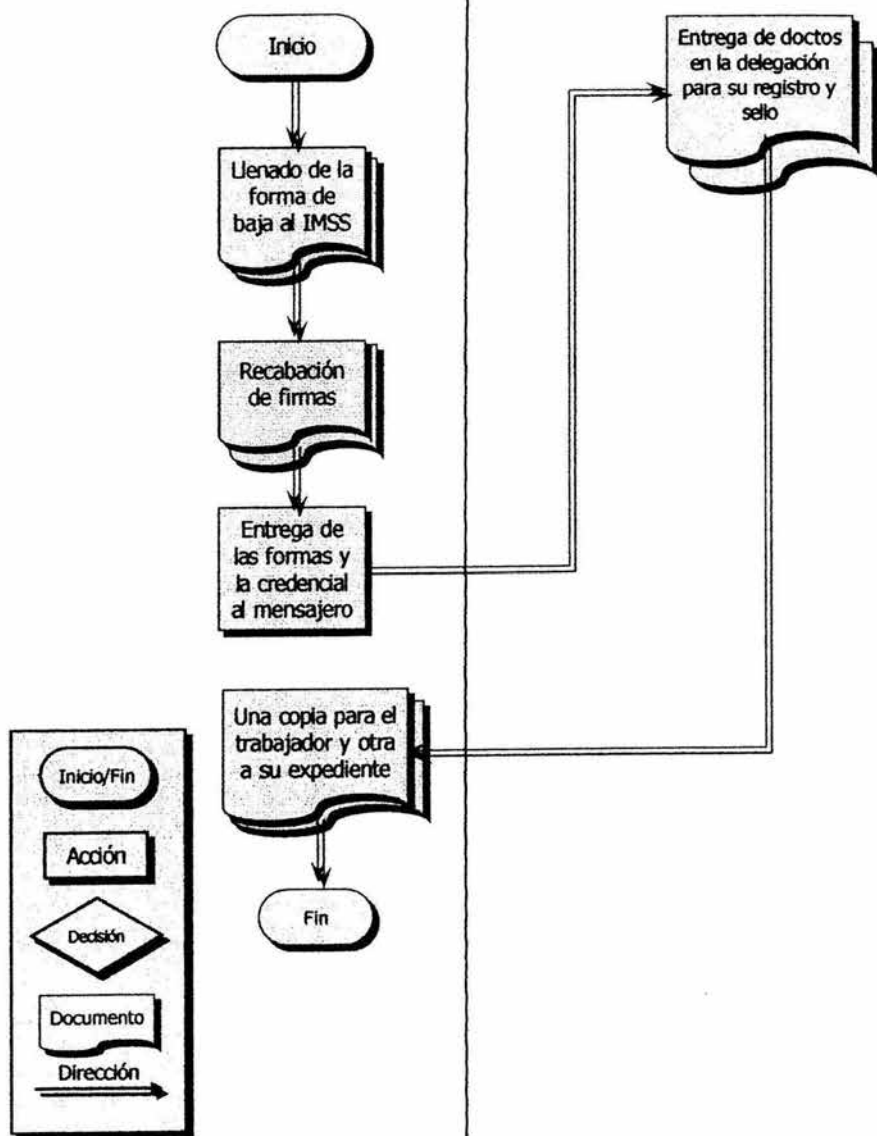 Inicio
Llenado de la
forma de
baja al IMSS
Recabación
de firmas
Entrega de
las formas y
la credencial
al mensajero
Entrega de doctos
en la delegación
para su registro y
sello
Una copia para el
trabajador y otra
a su expediente
Fin
Inicio/Fin
Acción
Decisión
Documento
Dirección